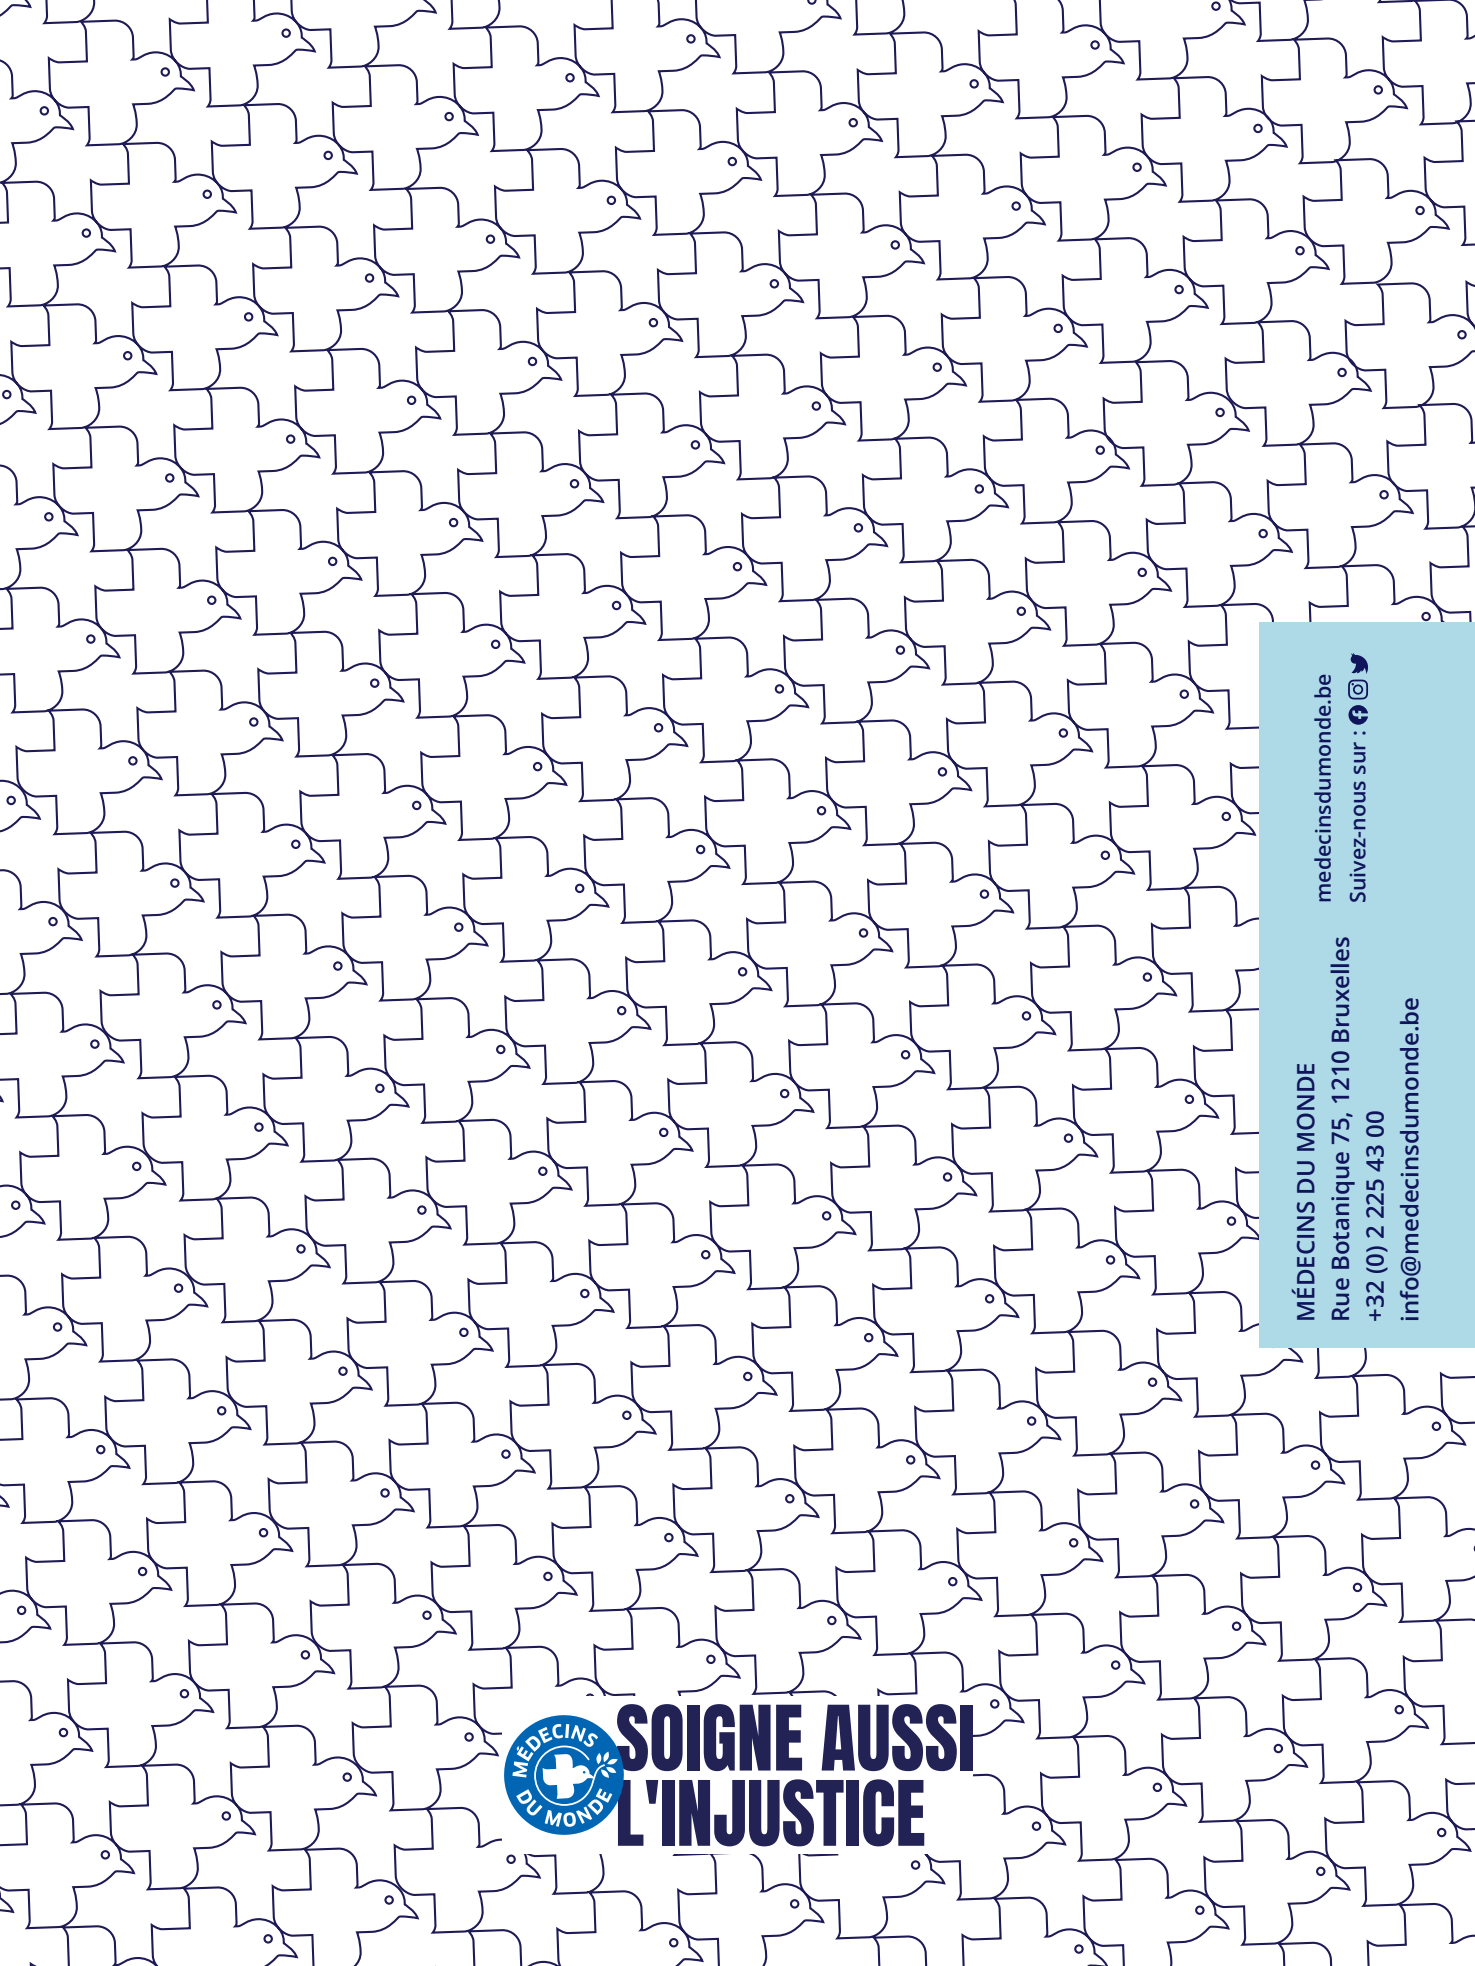 medecinsdumonde.be
Suivez-nous sur :
MÉDECINS DU MONDE
Rue Botanique 75, 1210 Bruxelles
+32 (0) 2 225 43 00
info@medecinsdumonde.be
MÉDECINS
DU MONDE
SOIGNE AUSSI
L'INJUSTICE